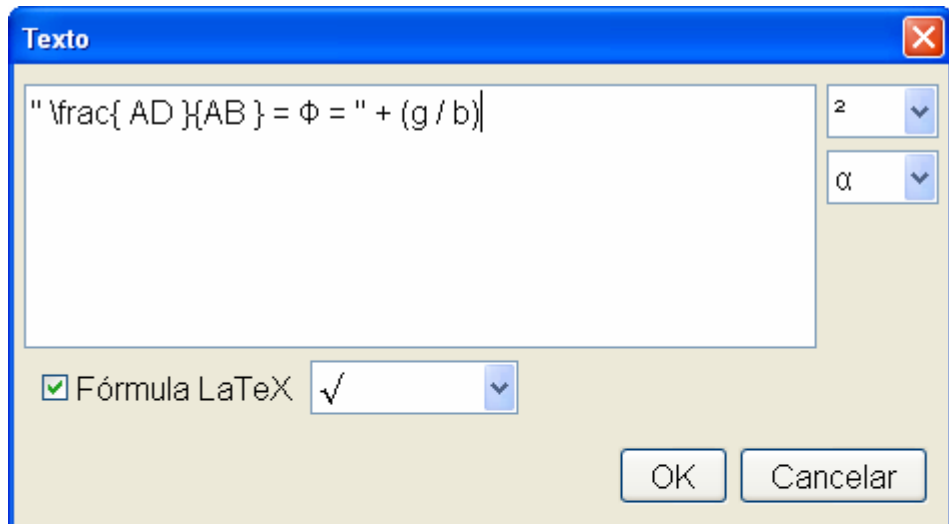 Texto
" \frac{ AD }{AB } = Φ = " + (g / b)
²
α
Fórmula LaTeX √
OK Cancelar